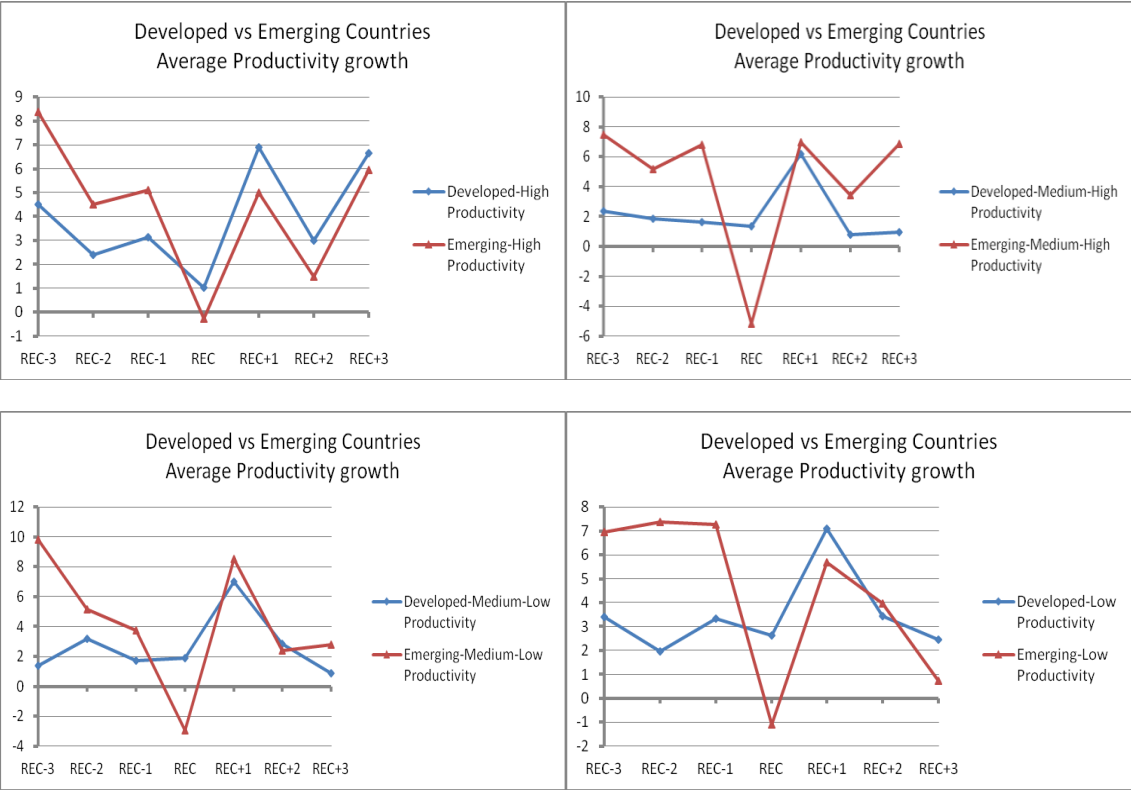 Developed vs Emerging Countries
Average Productivity growth
9
8
7
6
5
4
3
2
1
0
-1
REC-3 REC-2 REC-1 REC REC+1 REC+2 REC+3
Developed-High
Productivity
Emerging-High
Productivity
Developed vs Emerging Countries
Average Productivity growth
10
8
6
4
2
0
-2
-4
-6
REC-3 REC-2 REC-1 REC REC+1 REC+2 REC+3
Developed-Medium-High
Productivity
Emerging-Medium-High
Productivity
Developed vs Emerging Countries
Average Productivity growth
12
10
8
6
4
2
0
-2
-4
REC-3 REC-2 REC-1 REC REC+1 REC+2 REC+3
Developed-Medium-Low
Productivity
Emerging-Medium-Low
Productivity
Developed vs Emerging Countries
Average Productivity growth
8
7
6
5
4
3
2
1
0
-1
-2
REC-3 REC-2 REC-1 REC REC+1 REC+2 REC+3
Developed-Low
Productivity
Emerging-Low
Productivity